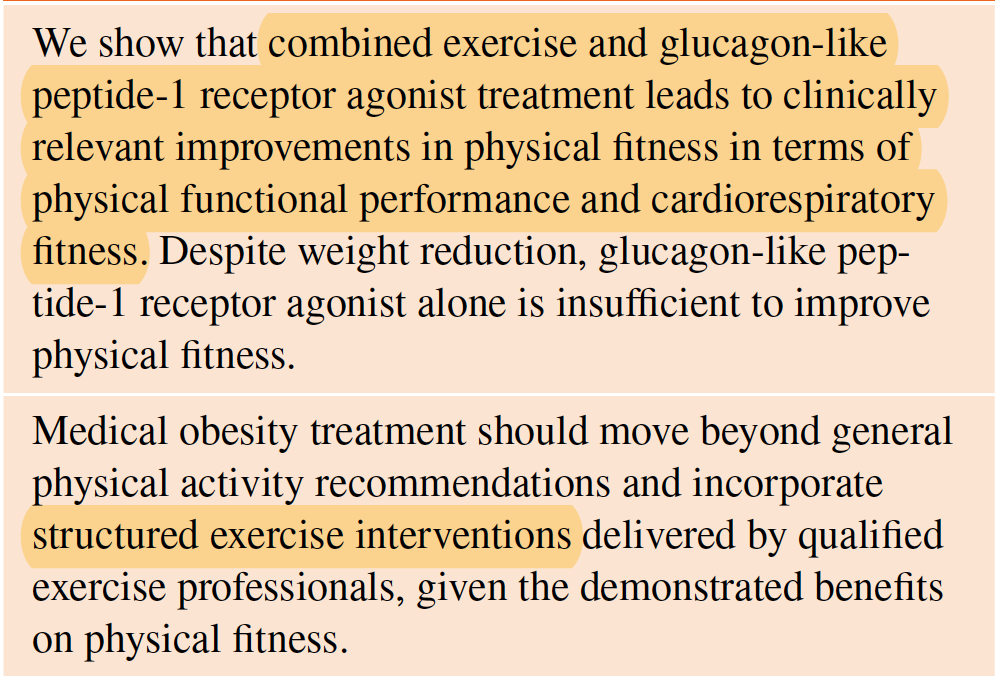 We show that combined exercise and glucagon-like
peptide-1 receptor agonist treatment leads to clinically
relevant improvements in physical fitness in terms of
physical functional performance and cardiorespiratory
fitness. Despite weight reduction, glucagon-like pep-
tide-1 receptor agonist alone is insufficient to improve
physical fitness.
Medical obesity treatment should move beyond general
physical activity recommendations and incorporate
structured exercise interventions delivered by qualified
exercise professionals, given the demonstrated benefits
on physical fitness.